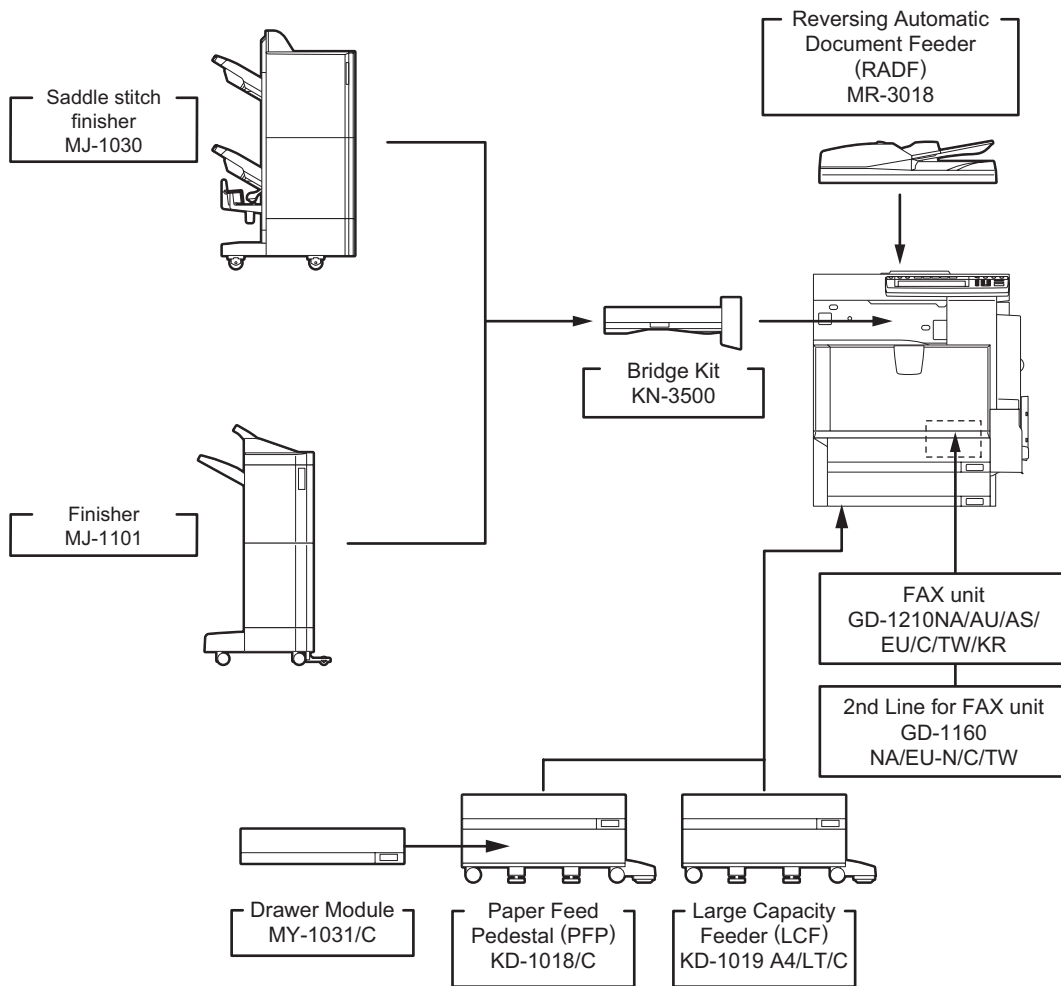 Reversing Automatic
Document Feeder
(RADF)
MR-3018
Saddle stitch
finisher
MJ-1030
Bridge Kit
KN-3500
Finisher
MJ-1101
FAX unit
GD-1210NA/AU/AS/
EU/C/TW/KR
2nd Line for FAX unit
GD-1160
NA/EU-N/C/TW
Drawer Module
MY-1031/C
Paper Feed
Pedestal (PFP)
KD-1018/C
Large Capacity
Feeder (LCF)
KD-1019 A4/LT/C